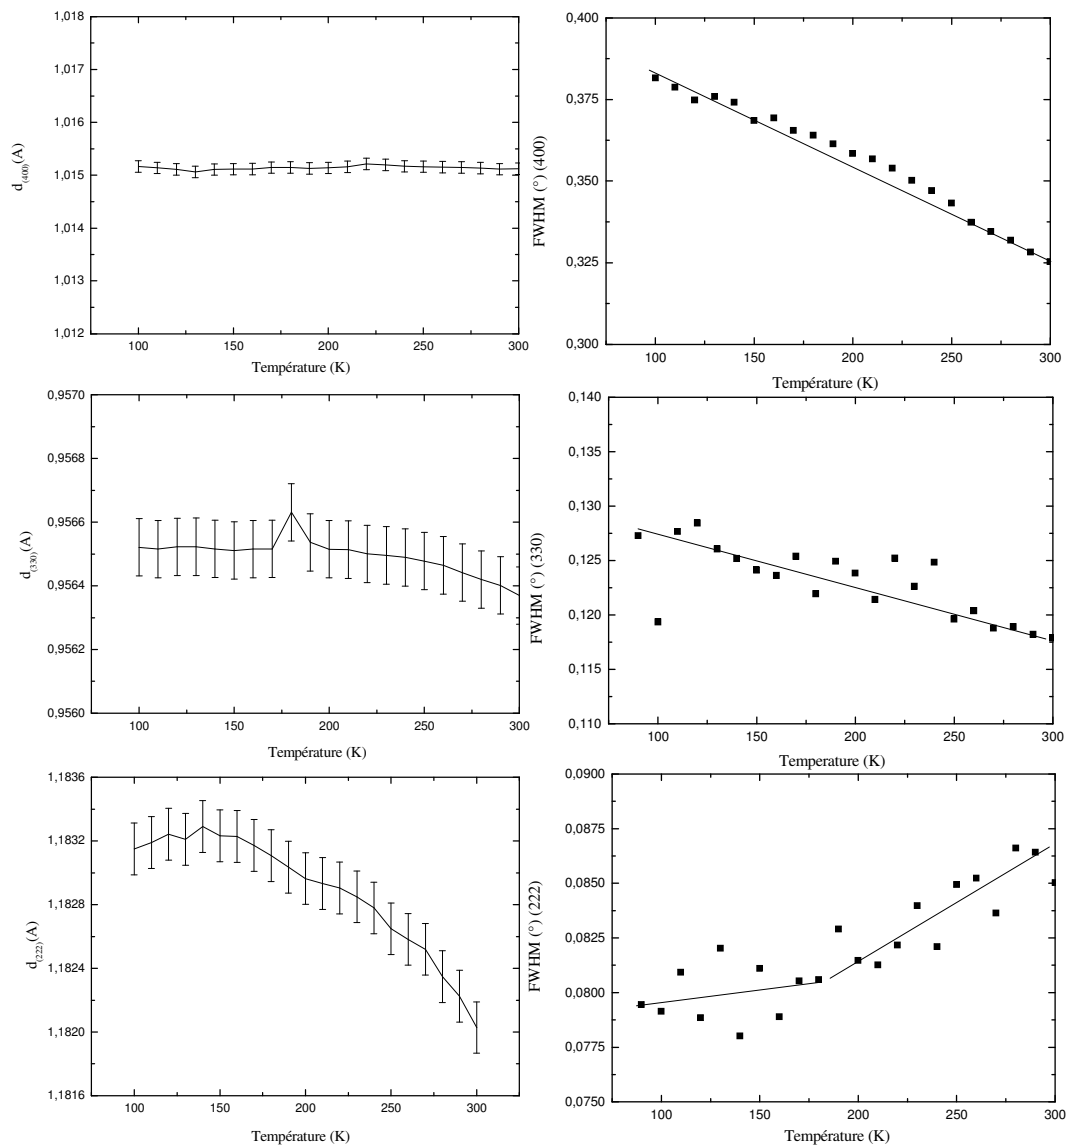 1,018
1,017
1,016
1,015
1,014
1,013
1,012
d(400)(A)
100 150 200 250 300
Température (K)
0,400
0,375
0,350
0,325
0,300
FWHM (°) (400)
100 150 200 250 300
Température (K)
0,9570
0,9568
0,9566
0,9564
0,9562
0,9560
d(330)(A)
100 150 200 250 300
Température (K)
0,140
0,135
0,130
0,125
0,120
0,115
0,110
FWHM (°) (330)
100 150 200 250 300
Température (K)
1,1836
1,1832
1,1828
1,1824
1,1820
1,1816
d(222)(A)
100 150 200 250 300
Température (K)
0,0900
0,0875
0,0850
0,0825
0,0800
0,0775
0,0750
FWHM (°) (222)
100 150 200 250 300
Température (K)